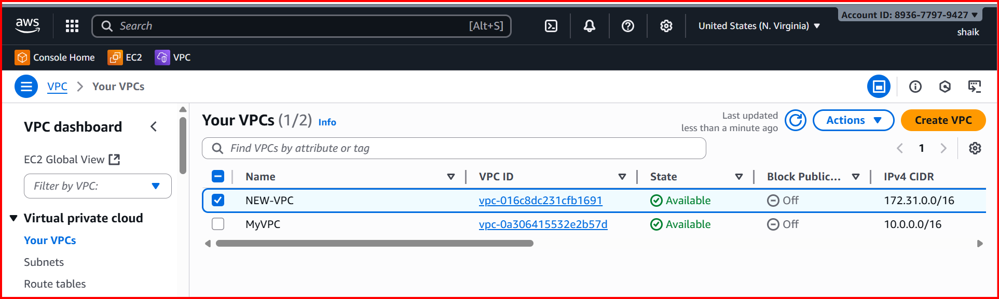 aws
Search [Alt+S]
United States (N. Virginia)
Account ID: 8936-7797-9427
shaik
Console Home EC2 VPC
VPC Your VPCs
VPC dashboard
EC2 Global View
Filter by VPC:
Virtual private cloud
Your VPCs
Subnets
Route tables
Your VPCs (1/2) Info
Last updated
less than a minute ago
Actions
Create VPC
Find VPCs by attribute or tag
1
Name VPC ID State Block Public... IPv4 CIDR
NEW-VPC vpc-016c8dc231cfb1691 Available Off 172.31.0.0/16
MyVPC vpc-0a306415532e2b57d Available Off 10.0.0.0/16